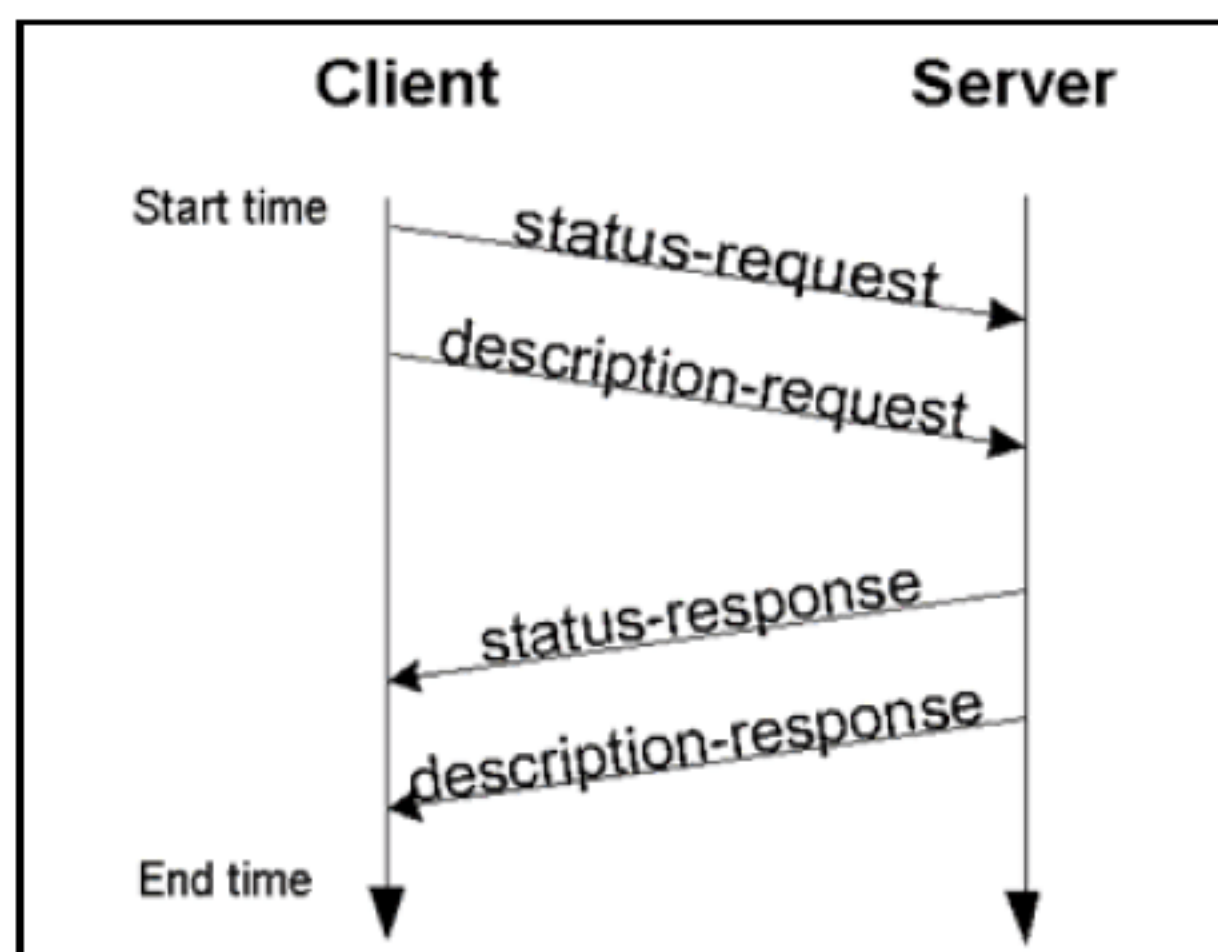 Client
Server
Start time
status-request
description-request
status-response
description-response
End time